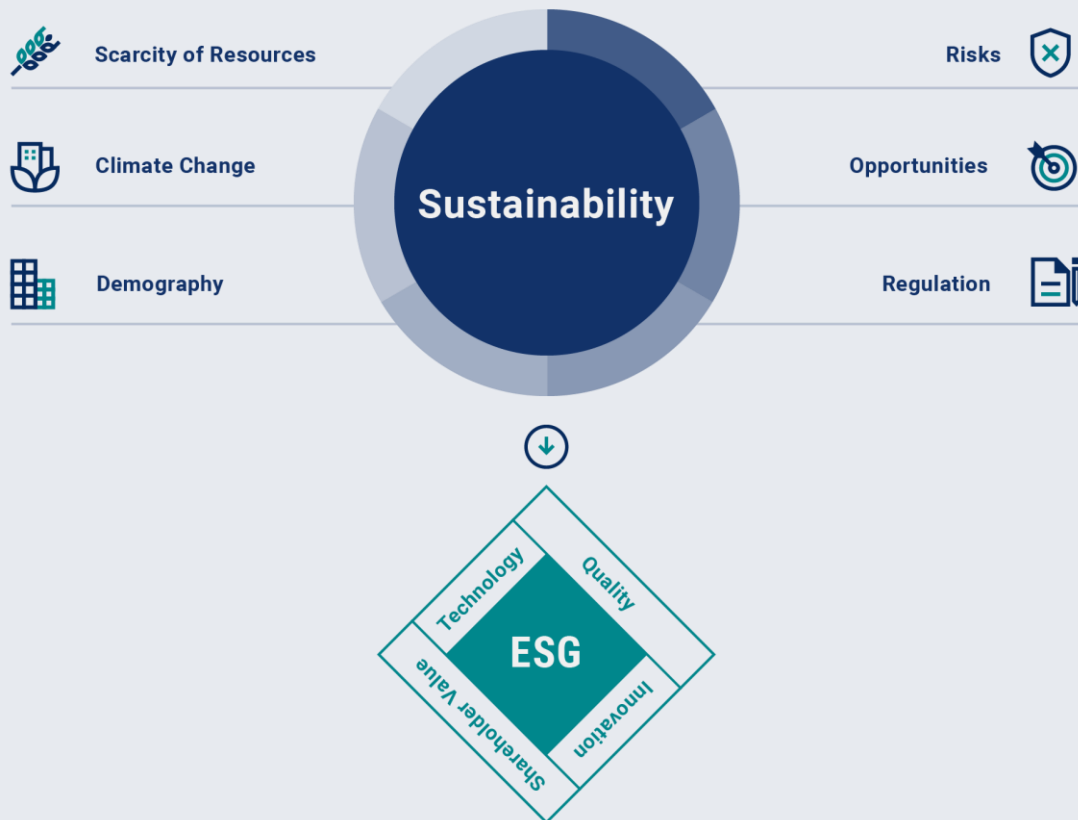 Scarcity of Resources
Risks
Climate Change
Opportunities
Sustainability
Demography
Regulation
Technology
Quality
ESG
Shareholder Value
Innovation